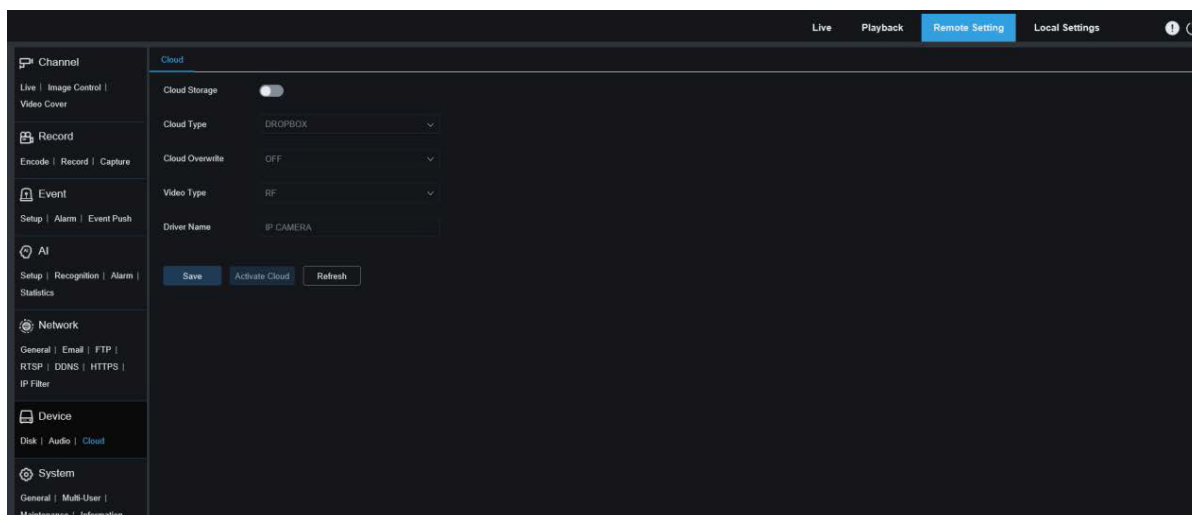 Live Playback Remote Setting Local Settings
Channel
Live | Image Control |
Video Cover
Record
Encode | Record | Capture
Event
Setup | Alarm | Event Push
AI
Setup | Recognition | Alarm |
Statistics
Network
General | Email | FTP |
RTSP | DDNS | HTTPS |
IP Filter
Device
Disk | Audio | Cloud
System
General | Multi-User |
Maintenance | Information
Cloud
Cloud Storage
Cloud Type DROPBOX
Cloud Overwrite OFF
Video Type RF
Driver Name IP CAMERA
Save Activate Cloud Refresh